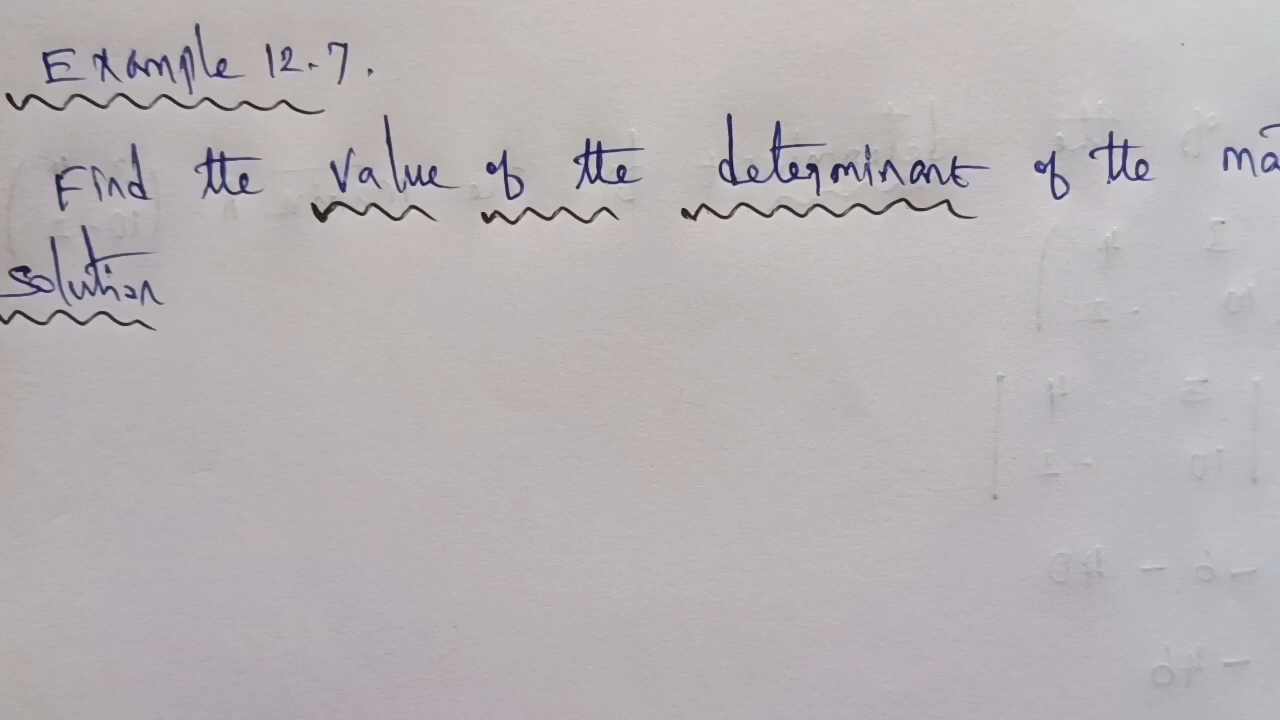 Example 12.7.
Find the value of the determinant of the ma
solution